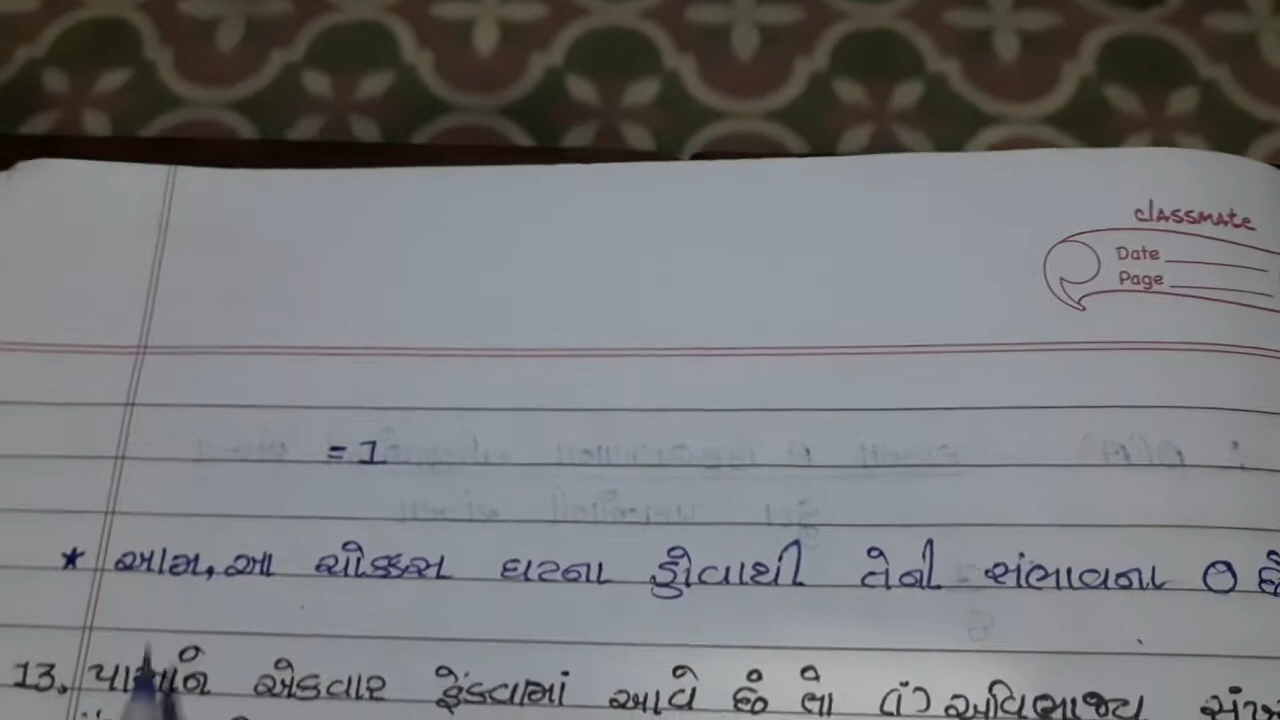 classmate
Date
Page
= 1
* આમ, આ ચોક્કસ ઘટના હોવાથી તેની સંભાવના 0 છે
13. પાસાને એકવાર ફેંકવામાં આવે છે તો (i) અવિભાજ્ય